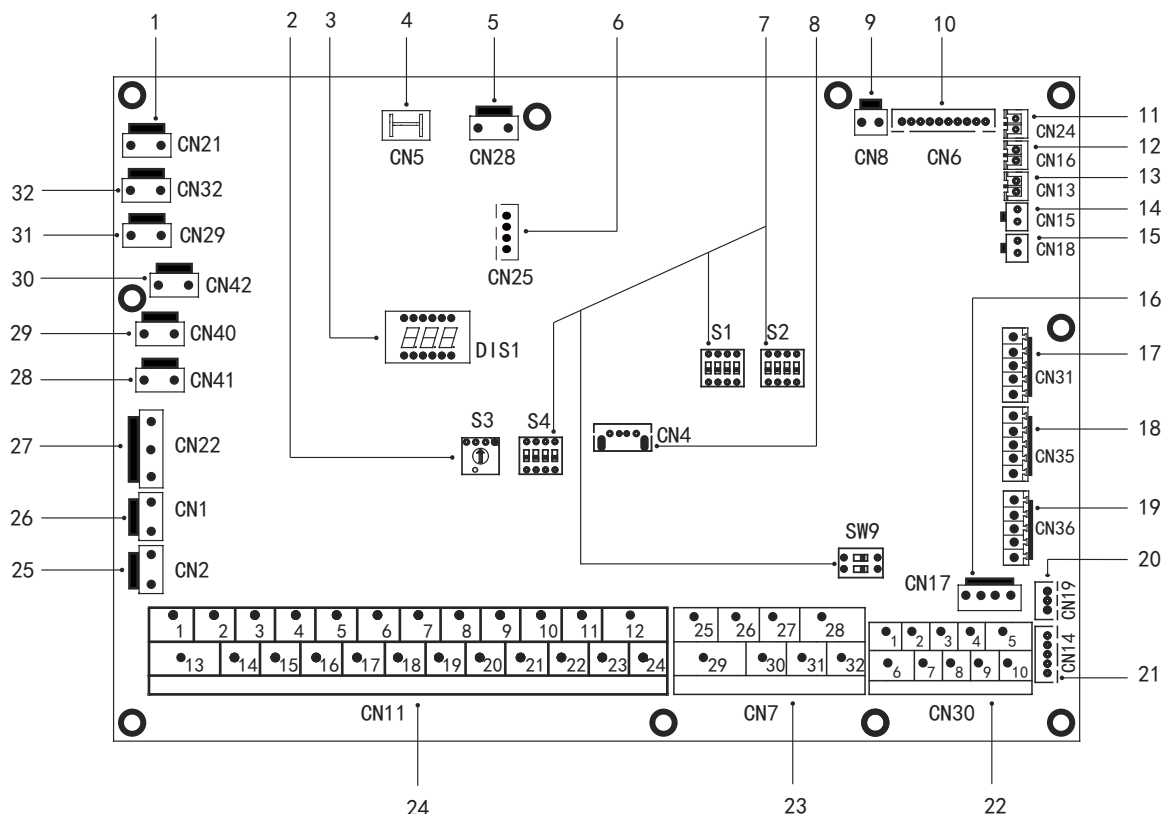 1 2 3 4 5 6 7 8 9 10
CN21 CN5 CN28 CN8 CN6 CN24 11
CN16 12
32 CN32 CN13 13
31 CN29 CN15 14
CN25 CN18 15
30 CN42
16
29 CN40 DIS1 S1 S2
CN31 17
28 CN41
S3 S4 CN4 CN35 18
27 CN22
CN36 19
26 CN1 SW9
25 CN2 CN17 CN19 20
1 2 3 4 5 6 7 8 9 10 11 12 25 26 27 28 1 2 3 4 5
13 14 15 16 17 18 19 20 21 22 23 24 29 30 31 32 6 7 8 9 10 CN14 21
CN11 CN7 CN30
24 23 22